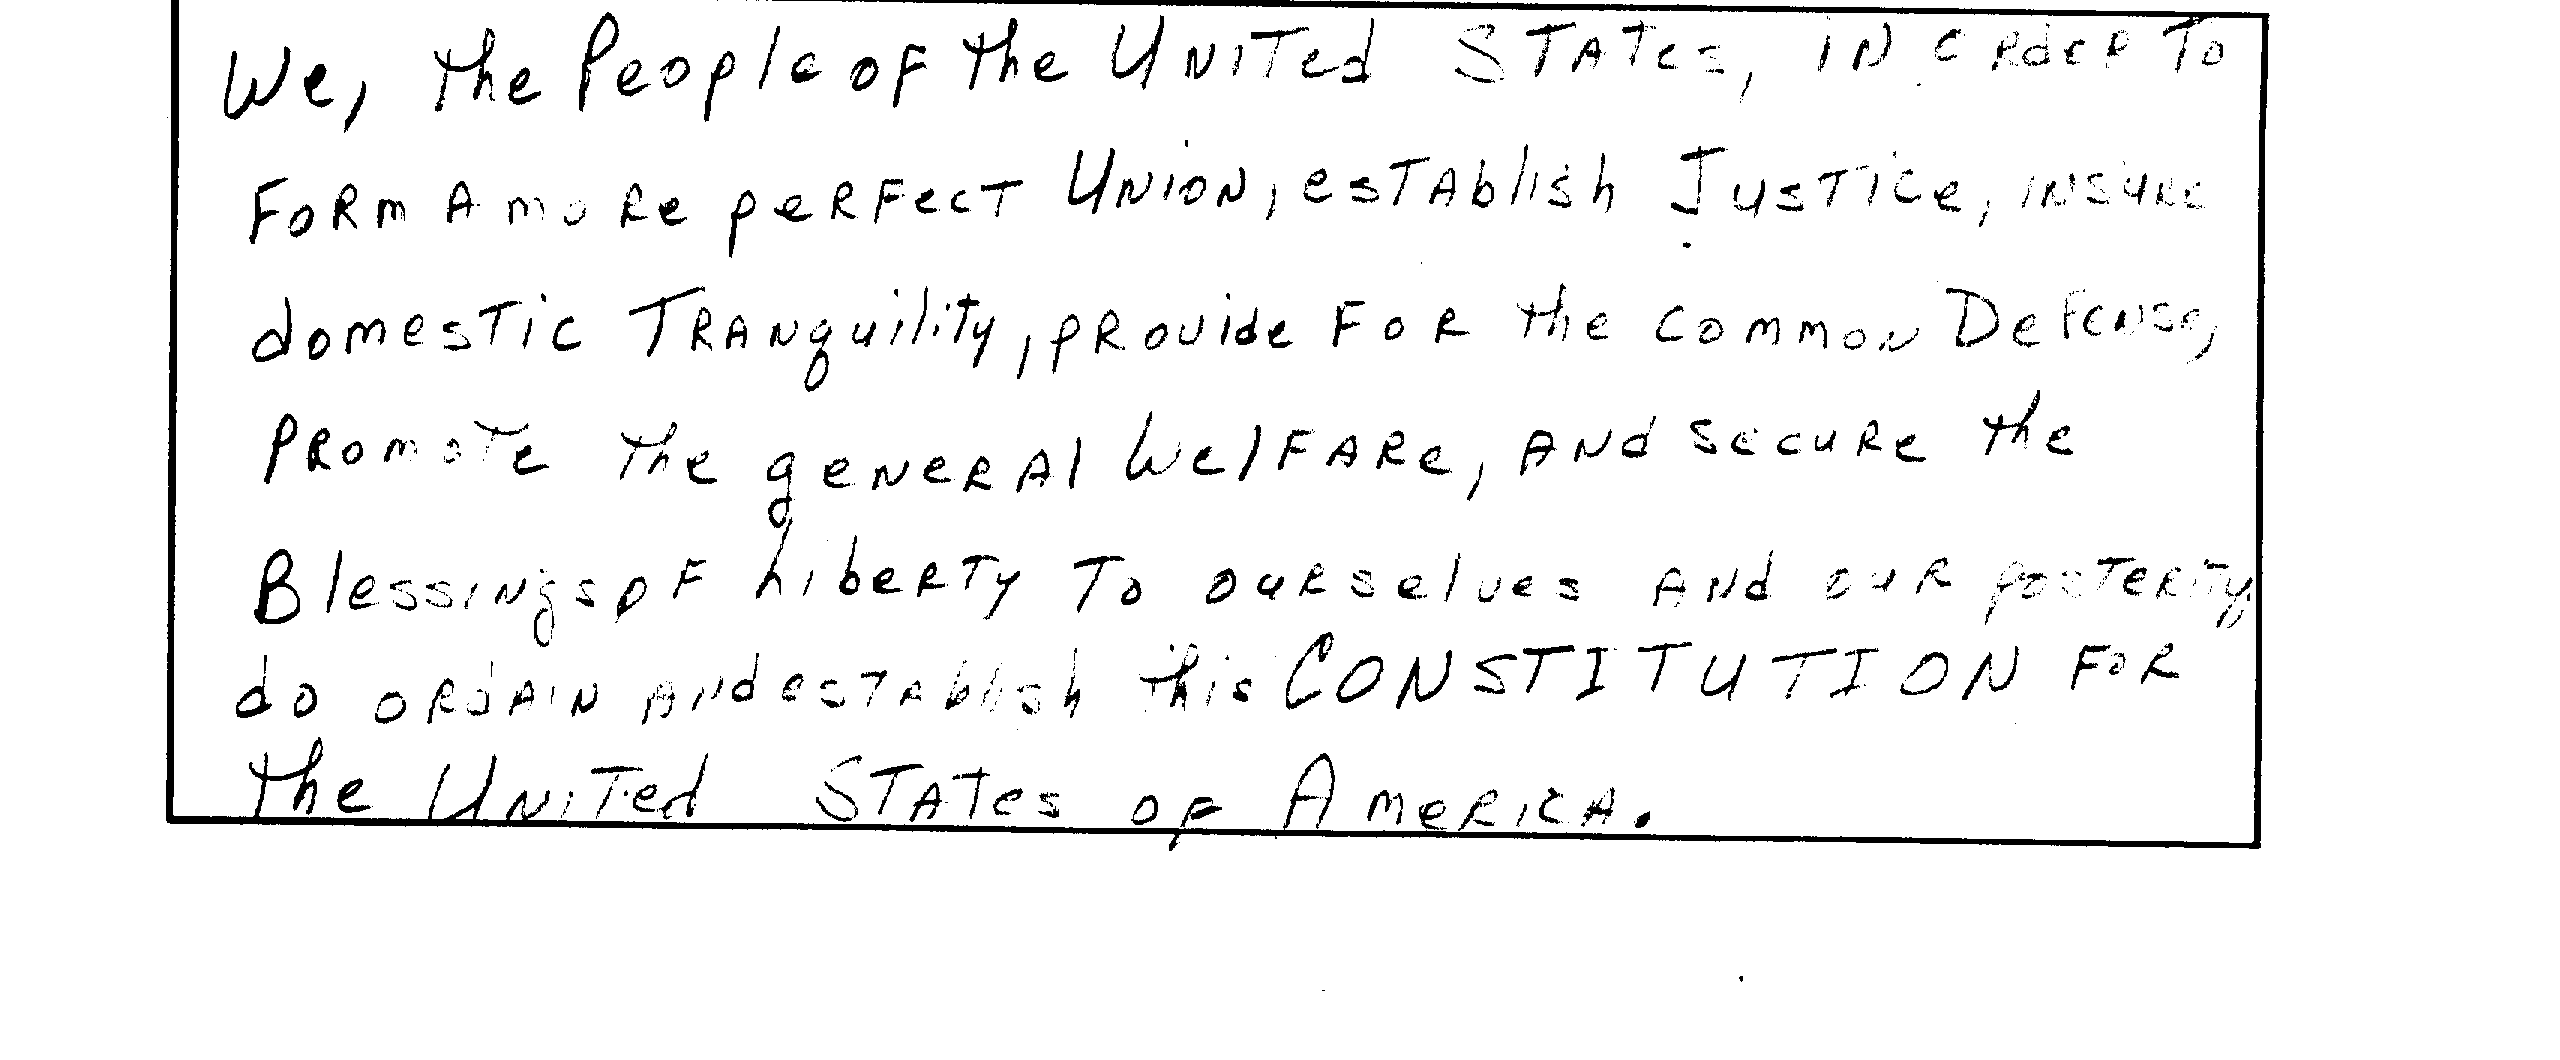 We, the People of the United States, in order to
form a more perfect Union, establish Justice, insure
domestic Tranquility, provide for the common Defense,
promote the general Welfare, and secure the
Blessings of Liberty to ourselves and our posterity,
do ordain and establish this CONSTITUTION for
the United States of America.